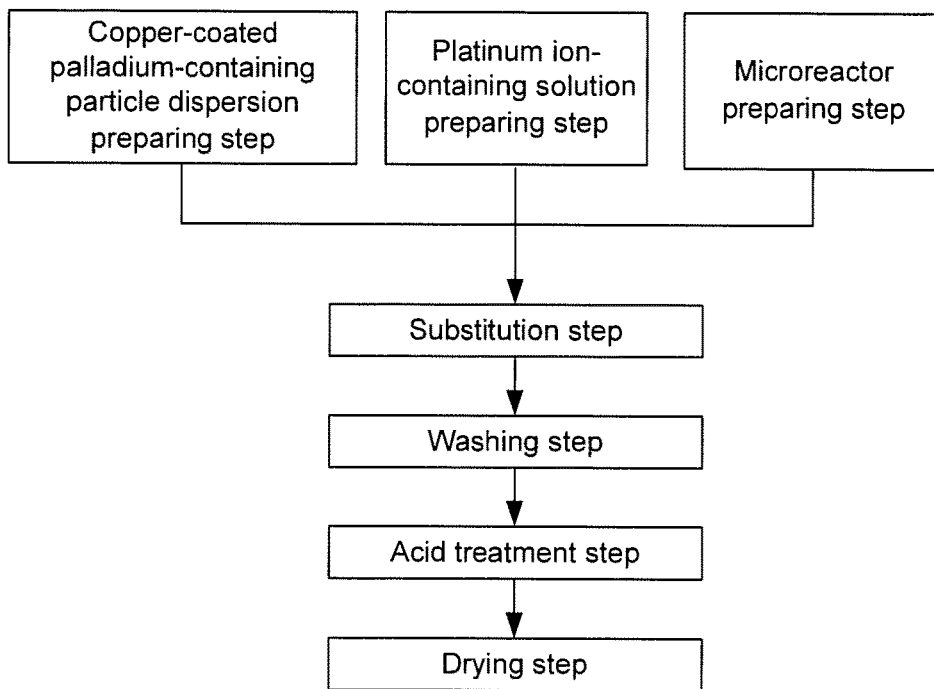 Copper-coated
palladium-containing
particle dispersion
preparing step
Platinum ion-
containing solution
preparing step
Microreactor
preparing step
Substitution step
Washing step
Acid treatment step
Drying step